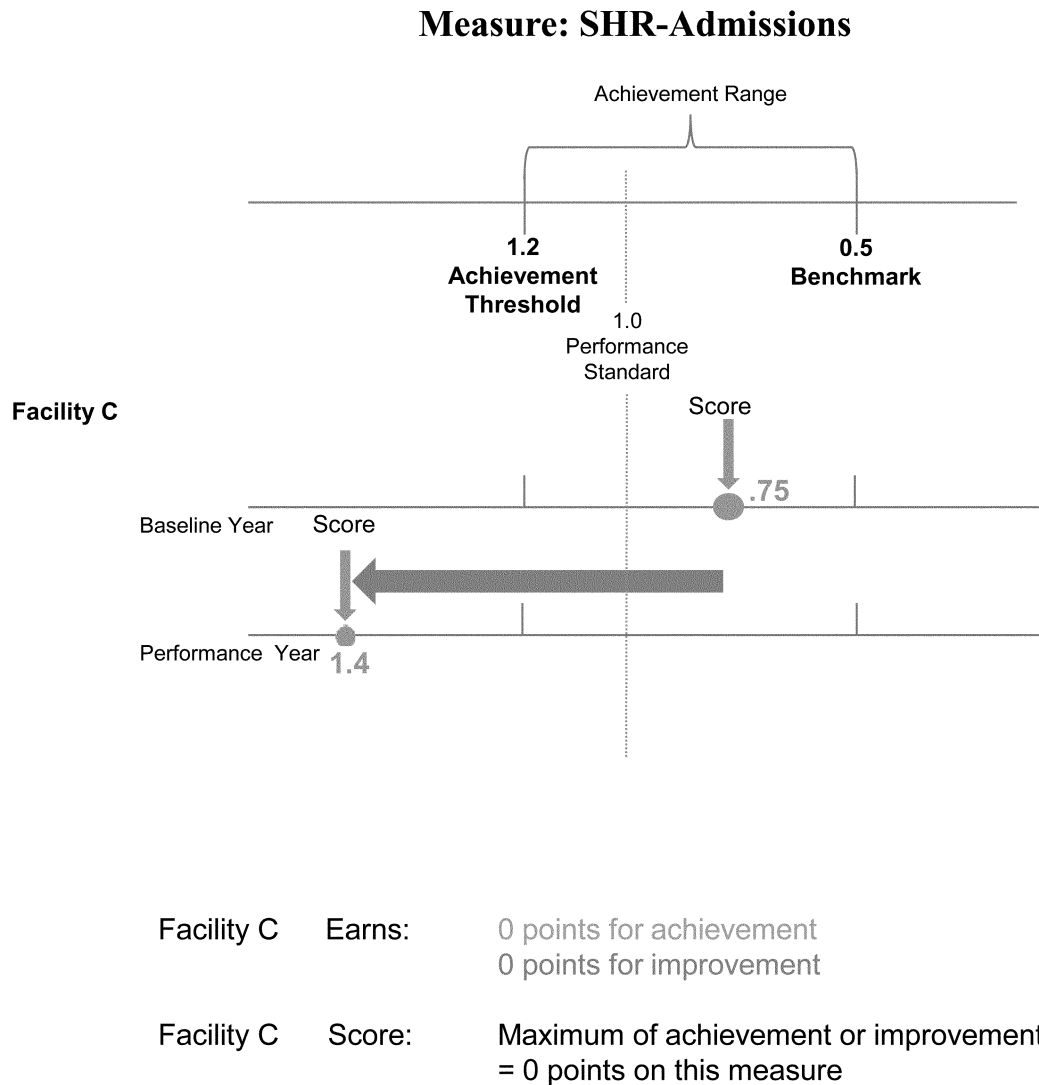 Measure: SHR-Admissions
Achievement Range
1.2
Achievement
Threshold
0.5
Benchmark
1.0
Performance
Standard
Facility C
Score
.75
Baseline Year
Score
Performance Year
1.4
Facility C Earns: 0 points for achievement
0 points for improvement
Facility C Score: Maximum of achievement or improvement
= 0 points on this measure